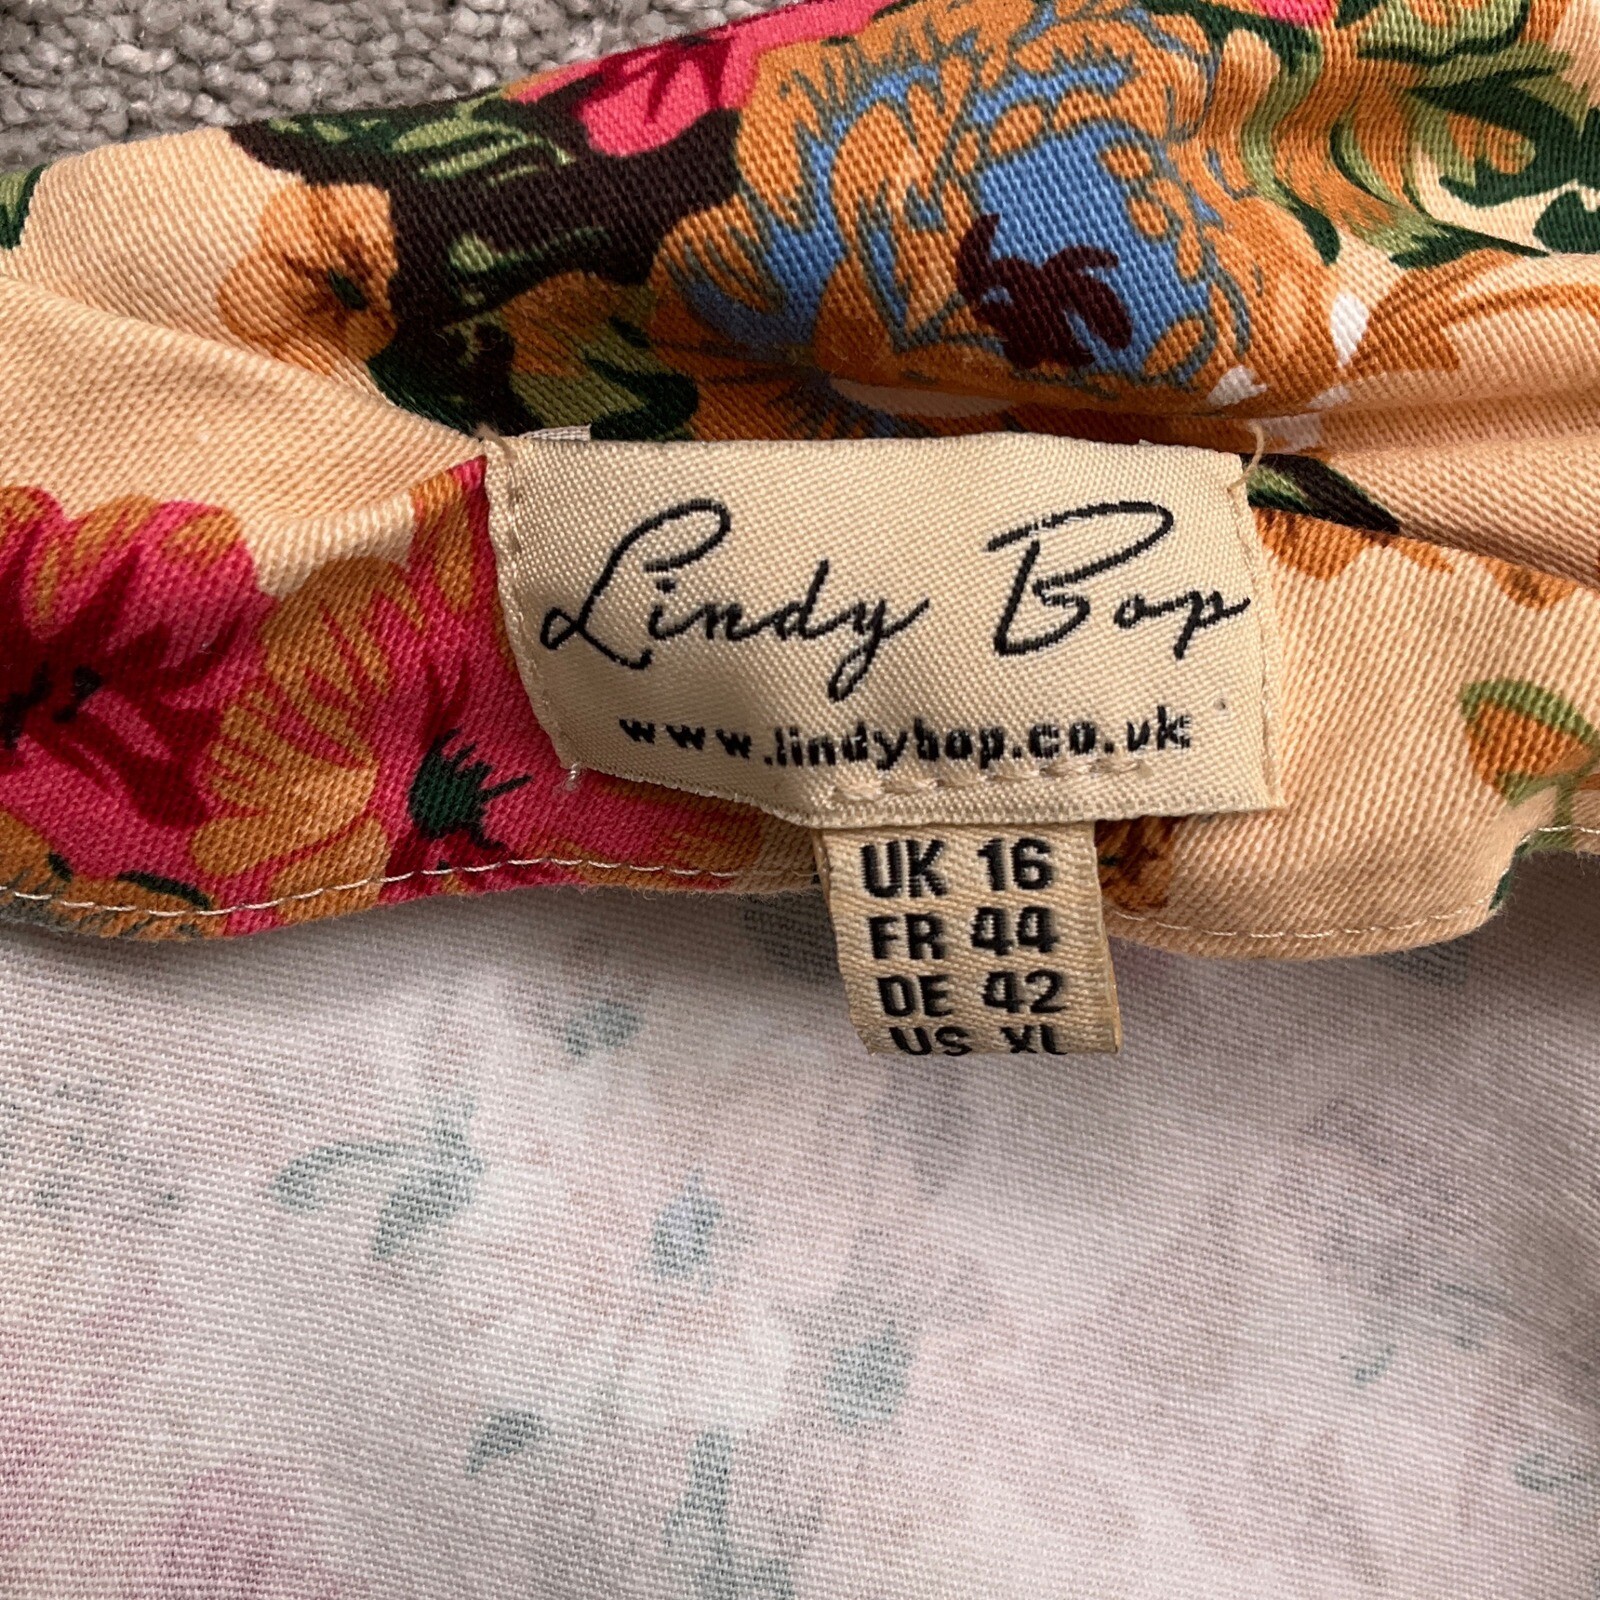 Lindy Bop
www.lindybop.co.uk
UK 16
FR 44
DE 42
US XL